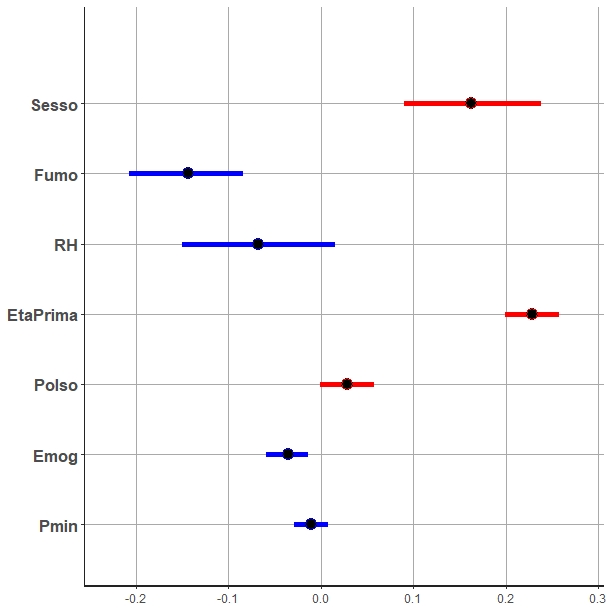 Sesso
Fumo
RH
EtaPrima
Polso
Emog
Pmin
-0.2 -0.1 0.0 0.1 0.2 0.3